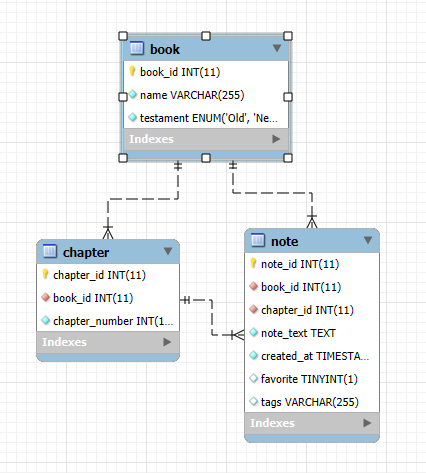 book
book_id INT(11)
name VARCHAR(255)
testament ENUM('Old', 'Ne...
Indexes
chapter
chapter_id INT(11)
book_id INT(11)
chapter_number INT(1...
Indexes
note
note_id INT(11)
book_id INT(11)
chapter_id INT(11)
note_text TEXT
created_at TIMESTA...
favorite TINYINT(1)
tags VARCHAR(255)
Indexes